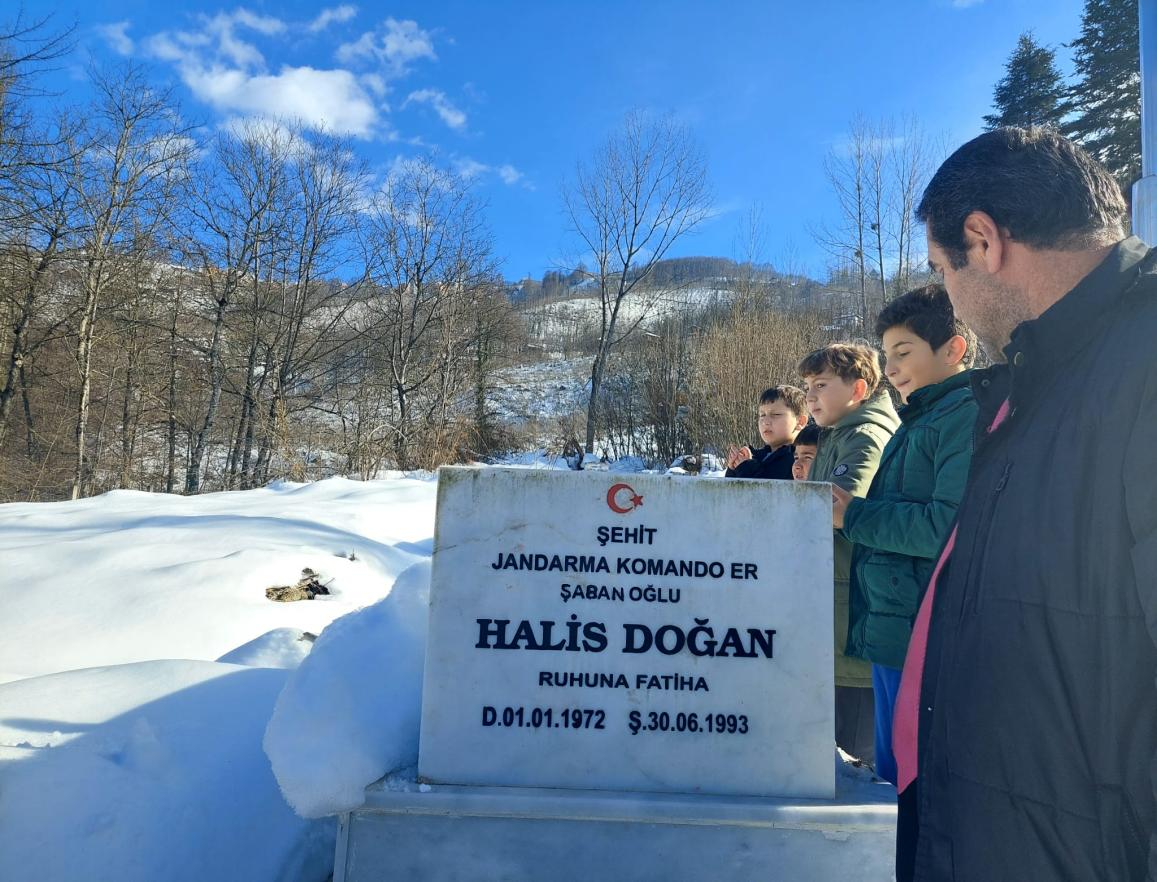 ŞEHİT
JANDARMA KOMANDO ER
ŞABAN OĞLU
HALİS DOĞAN
RUHUNA FATİHA
D.01.01.1972 Ş.30.06.1993